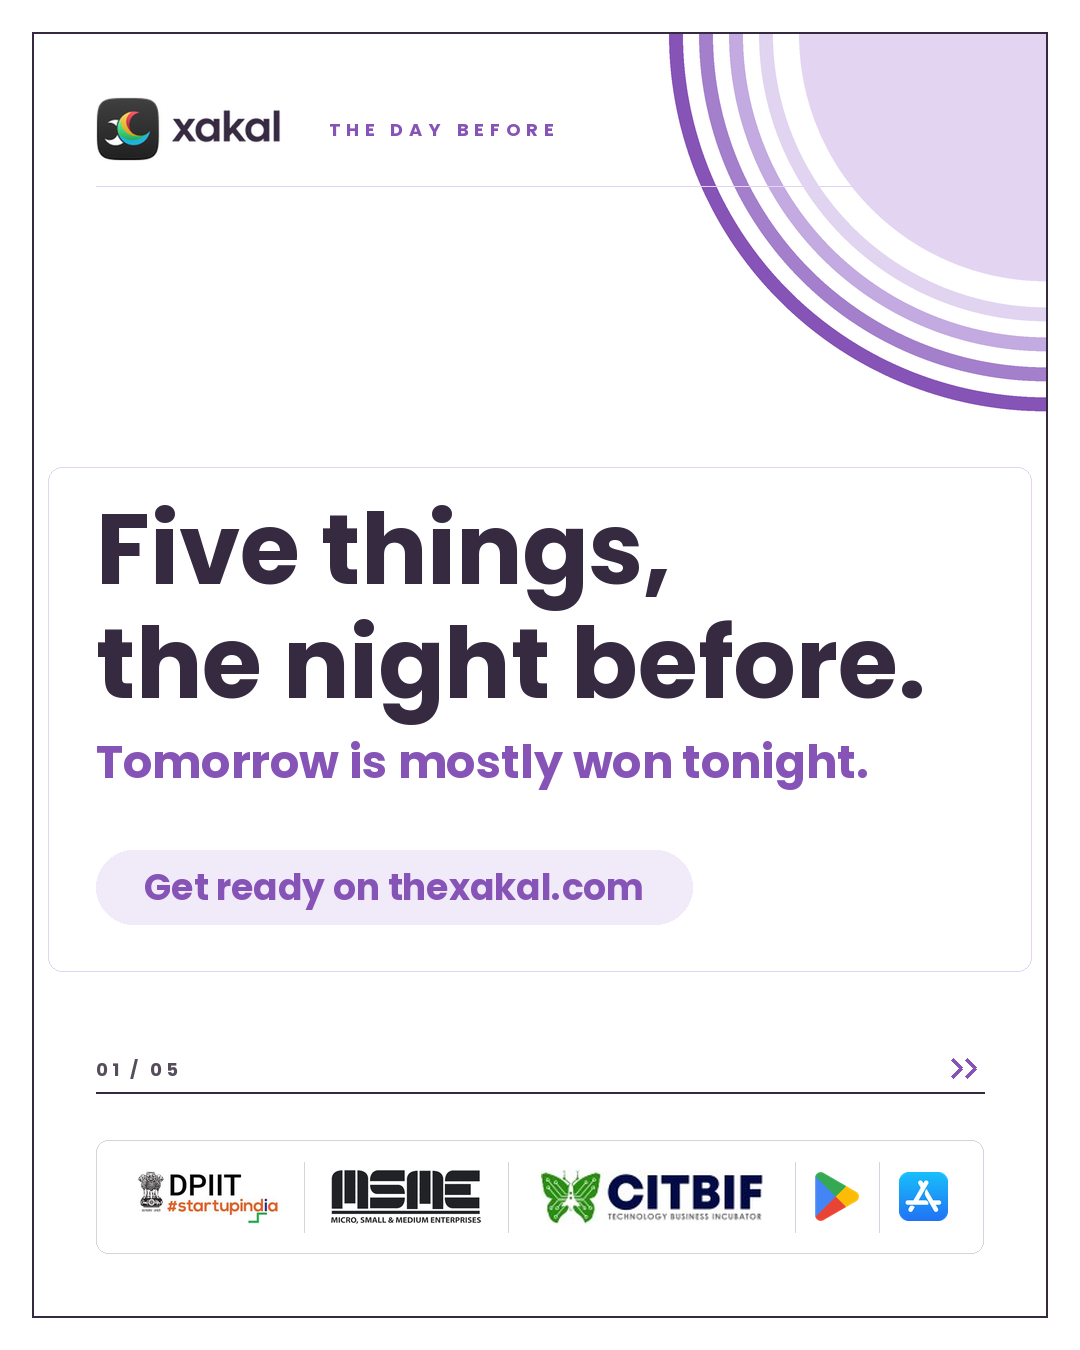 xakal
THE DAY BEFORE
Five things,
the night before.
Tomorrow is mostly won tonight.
Get ready on thexakal.com
01 / 05
DPIIT
#startupindia
MSME
MICRO, SMALL & MEDIUM ENTERPRISES
CITBIF
TECHNOLOGY BUSINESS INCUBATOR